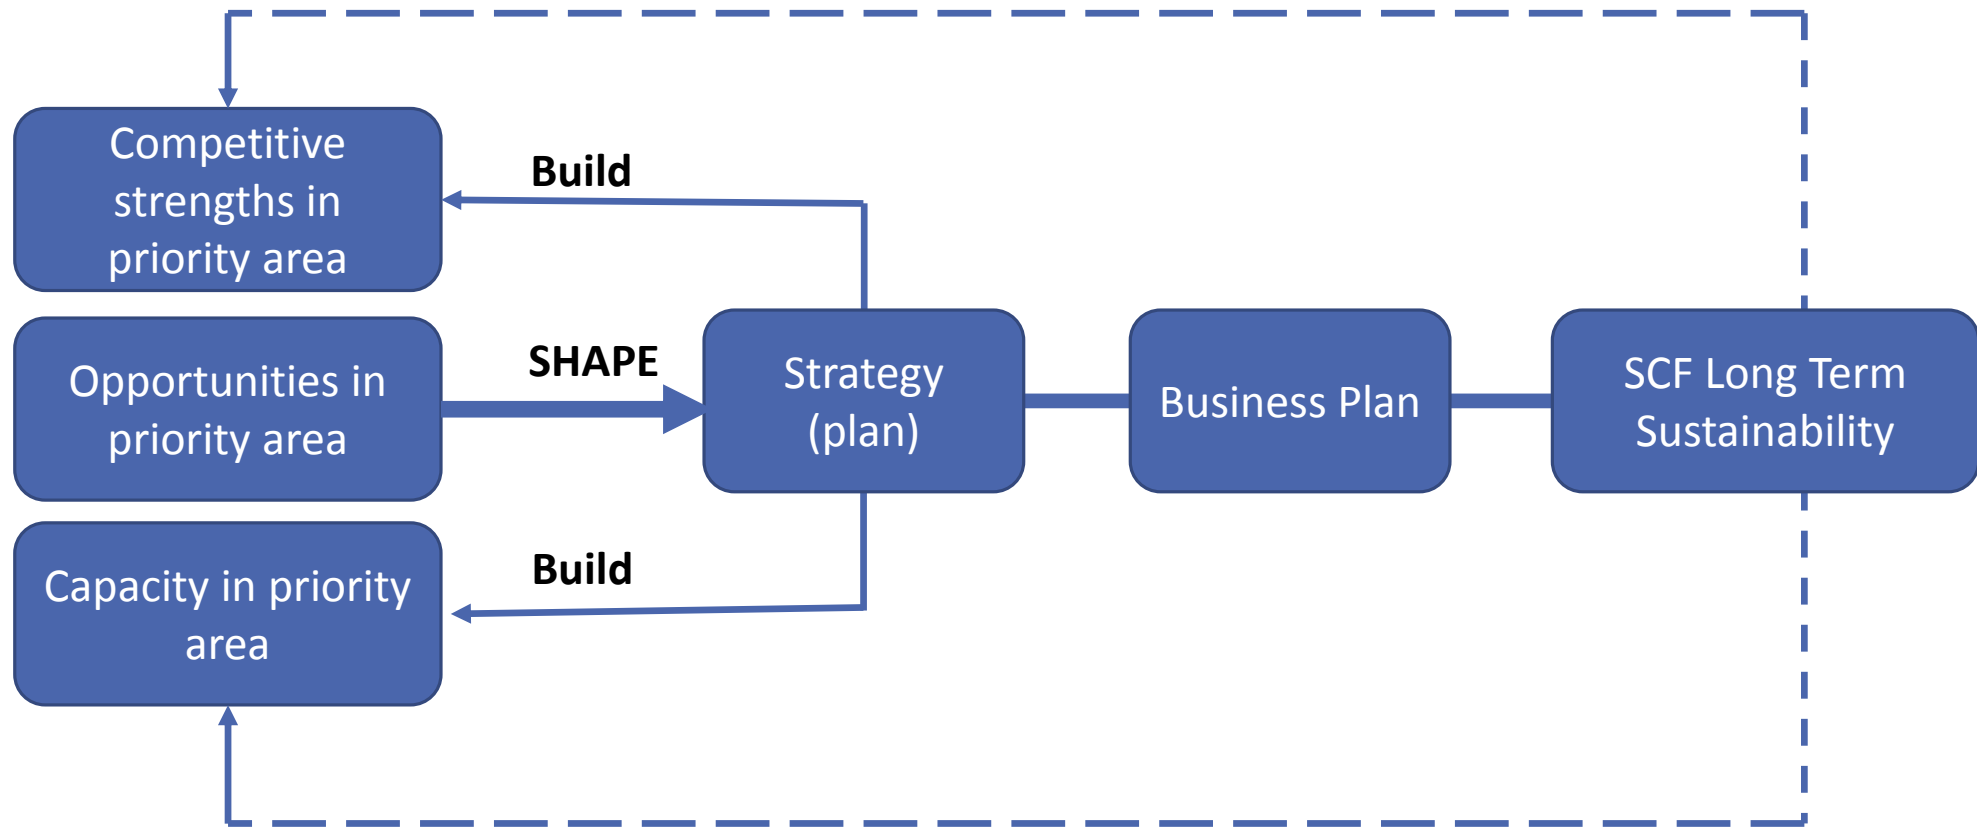 Competitive
strengths in
priority area
Build
Opportunities in
priority area
SHAPE
Strategy
(plan)
Business Plan
SCF Long Term
Sustainability
Capacity in priority
area
Build